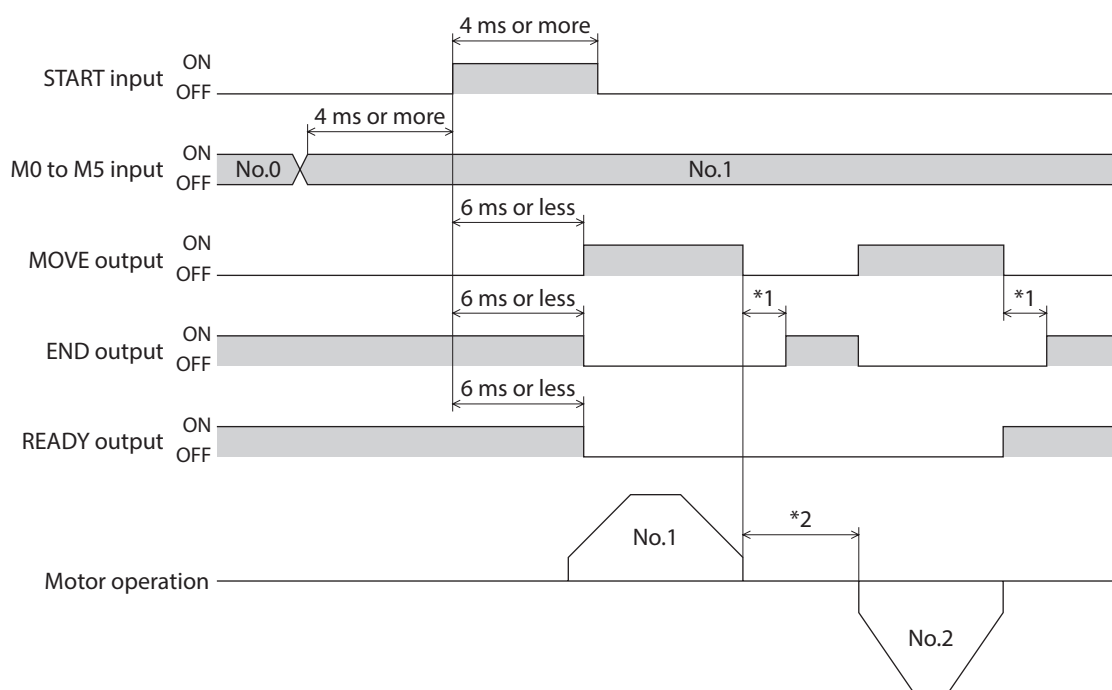 4 ms or more
START input ON
OFF
4 ms or more
M0 to M5 input ON
OFF
No.0
No.1
6 ms or less
MOVE output ON
OFF
6 ms or less
*1
*1
END output ON
OFF
6 ms or less
READY output ON
OFF
*2
No.1
Motor operation
No.2